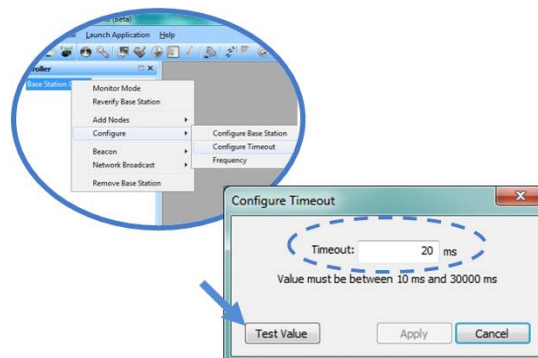 (beta)
Launch Application Help
Base Station
Monitor Mode
Reverify Base Station
Add Nodes
Configure
Beacon
Network Broadcast
Remove Base Station
Configure Base Station
Configure Timeout
Frequency
Configure Timeout
Timeout: 20 ms
Value must be between 10 ms and 30000 ms
Test Value Apply Cancel